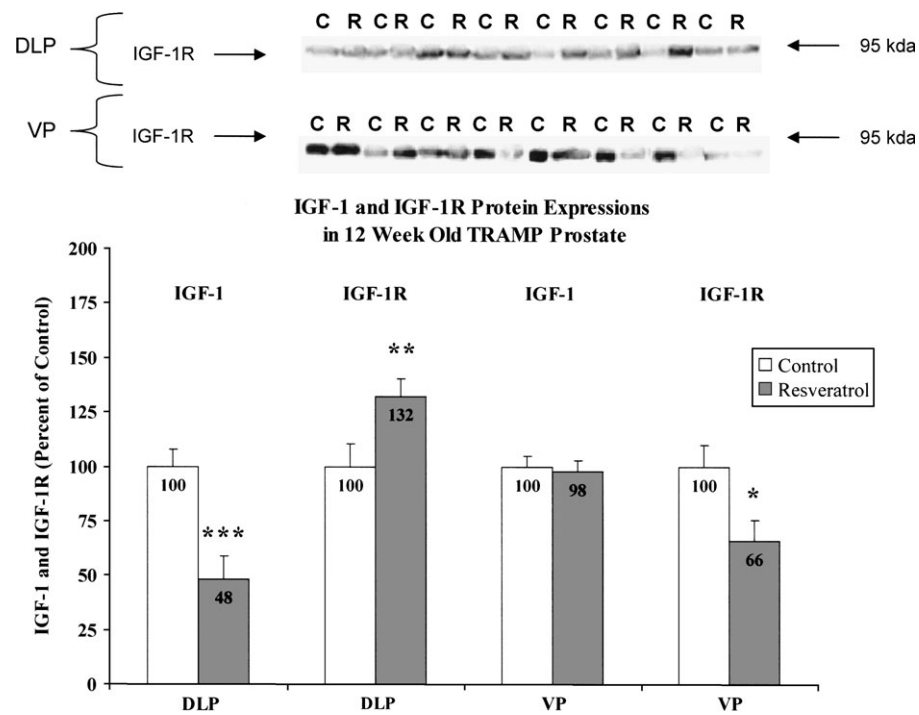 C R C R C R C R C R C R C R C R
DLP
IGF-1R
95 kda
C R C R C R C R C R C R C R C R
VP
IGF-1R
95 kda
IGF-1 and IGF-1R Protein Expressions
in 12 Week Old TRAMP Prostate
IGF-1 and IGF-1R (Percent of Control)
200
175
150
125
100
75
50
25
0
IGF-1 IGF-1R IGF-1 IGF-1R
Control
Resveratrol
100 *** 48
100 ** 132
100 98
100 * 66
DLP DLP VP VP